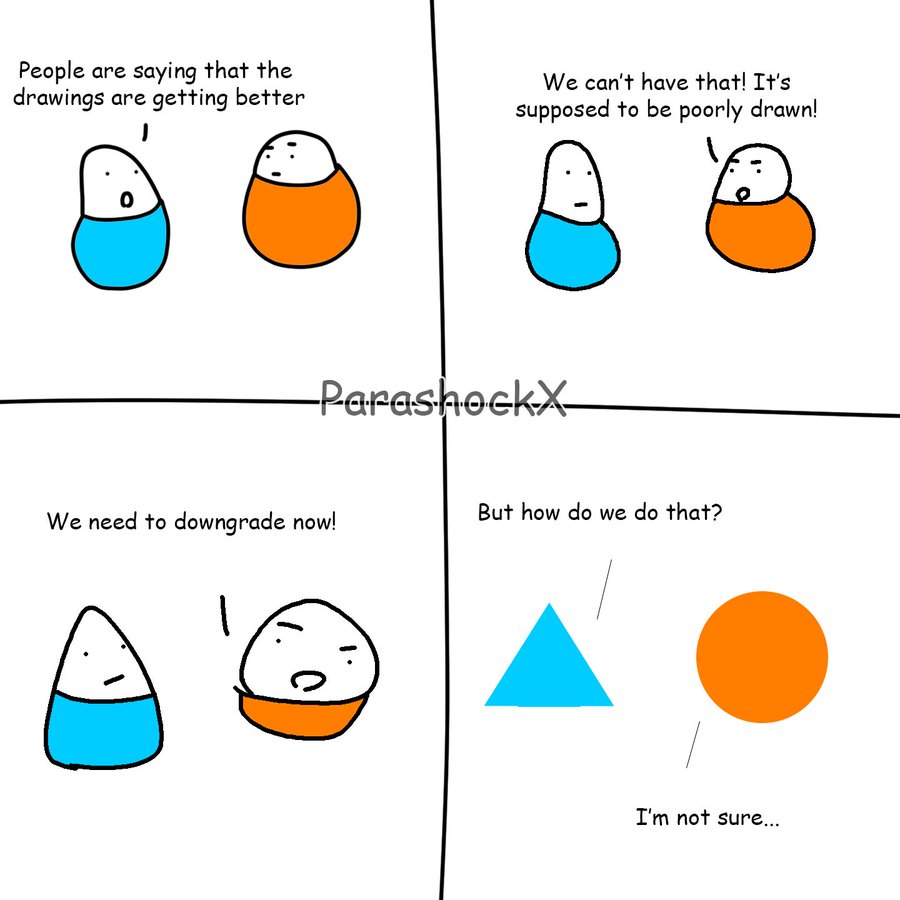 People are saying that the
drawings are getting better
We can't have that! It's
supposed to be poorly drawn!
ParashockX
We need to downgrade now!
But how do we do that?
I'm not sure...